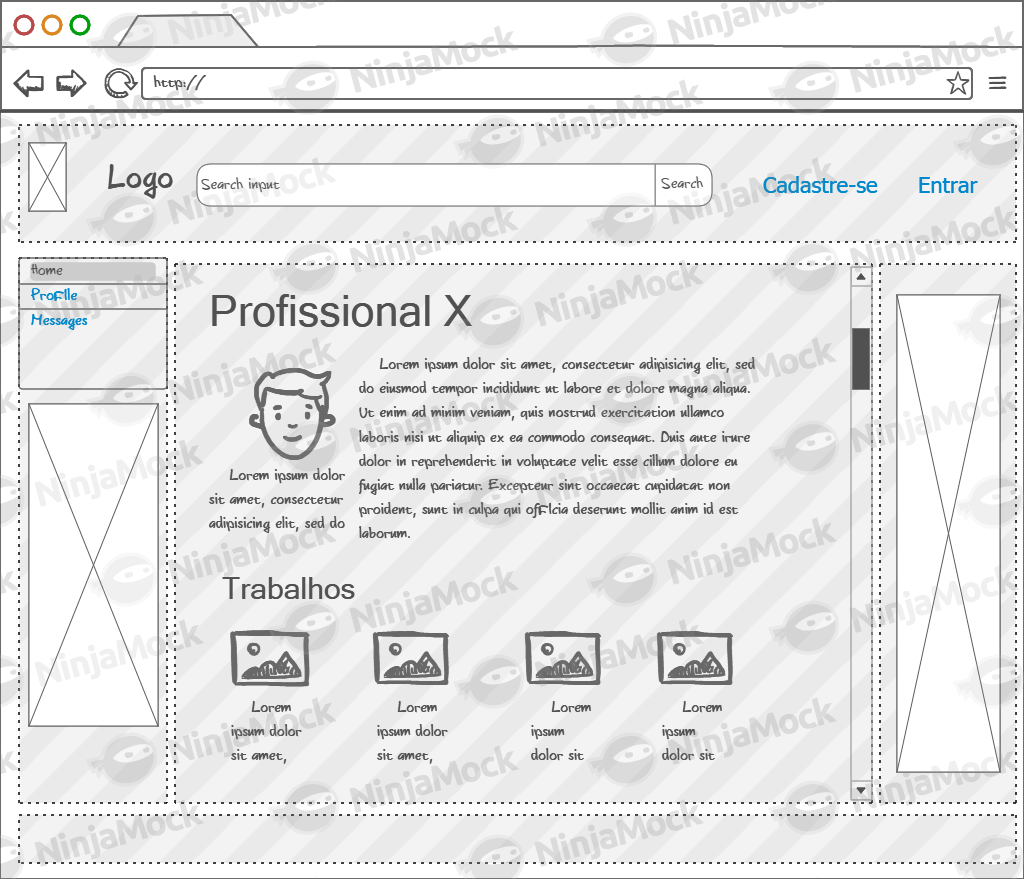 http://
Logo
Search input
Search
Cadastre-se
Entrar
Home
Profile
Messages
Profissional X
Lorem ipsum dolor
sit amet, consectetur
adipisicing elit, sed do
Lorem ipsum dolor sit amet, consectetur adipisicing elit, sed
do eiusmod tempor incididunt ut labore et dolore magna aliqua.
Ut enim ad minim veniam, quis nostrud exercitation ullamco
laboris nisi ut aliquip ex ea commodo consequat. Duis aute irure
dolor in reprehenderit in voluptate velit esse cillum dolore eu
fugiat nulla pariatur. Excepteur sint occaecat cupidatat non
proident, sunt in culpa qui officia deserunt mollit anim id est
laborum.
Trabalhos
Lorem
ipsum dolor
sit amet,
Lorem
ipsum dolor
sit amet,
Lorem
ipsum
dolor sit
Lorem
ipsum
dolor sit
NinjaMock